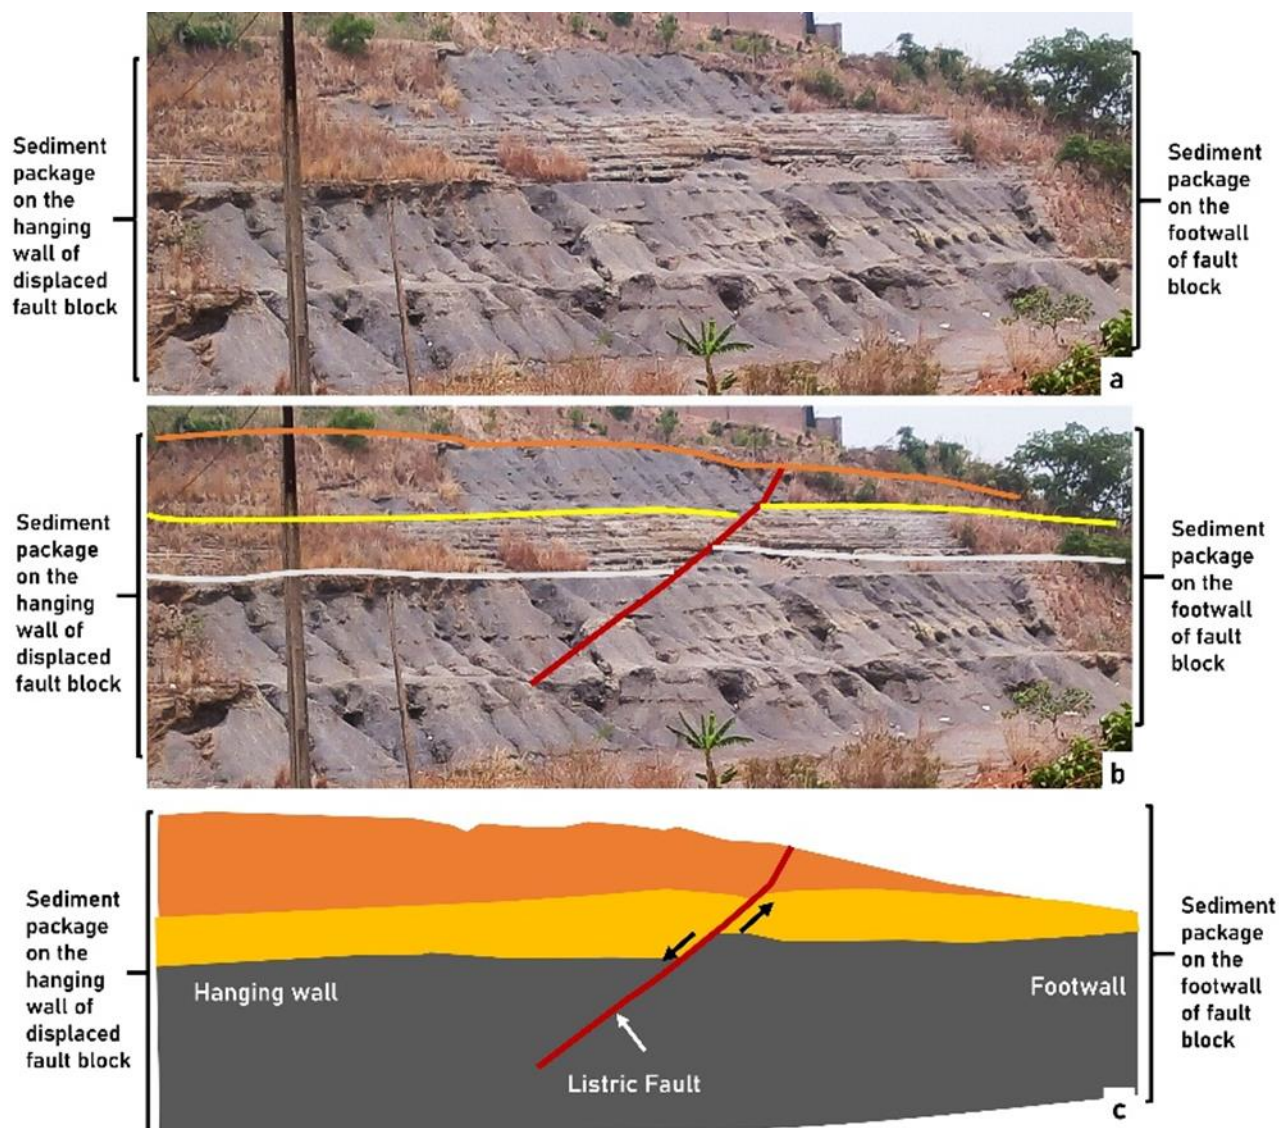 Sediment
package
on the
hanging
wall of
displaced
fault block
Sediment
package
on the
footwall
of fault
block
a
Sediment
package
on the
hanging
wall of
displaced
fault block
Sediment
package
on the
footwall
of fault
block
b
Sediment
package
on the
hanging
wall of
displaced
fault block
Hanging wall
Footwall
Listric Fault
Sediment
package
on the
footwall
of fault
block
c